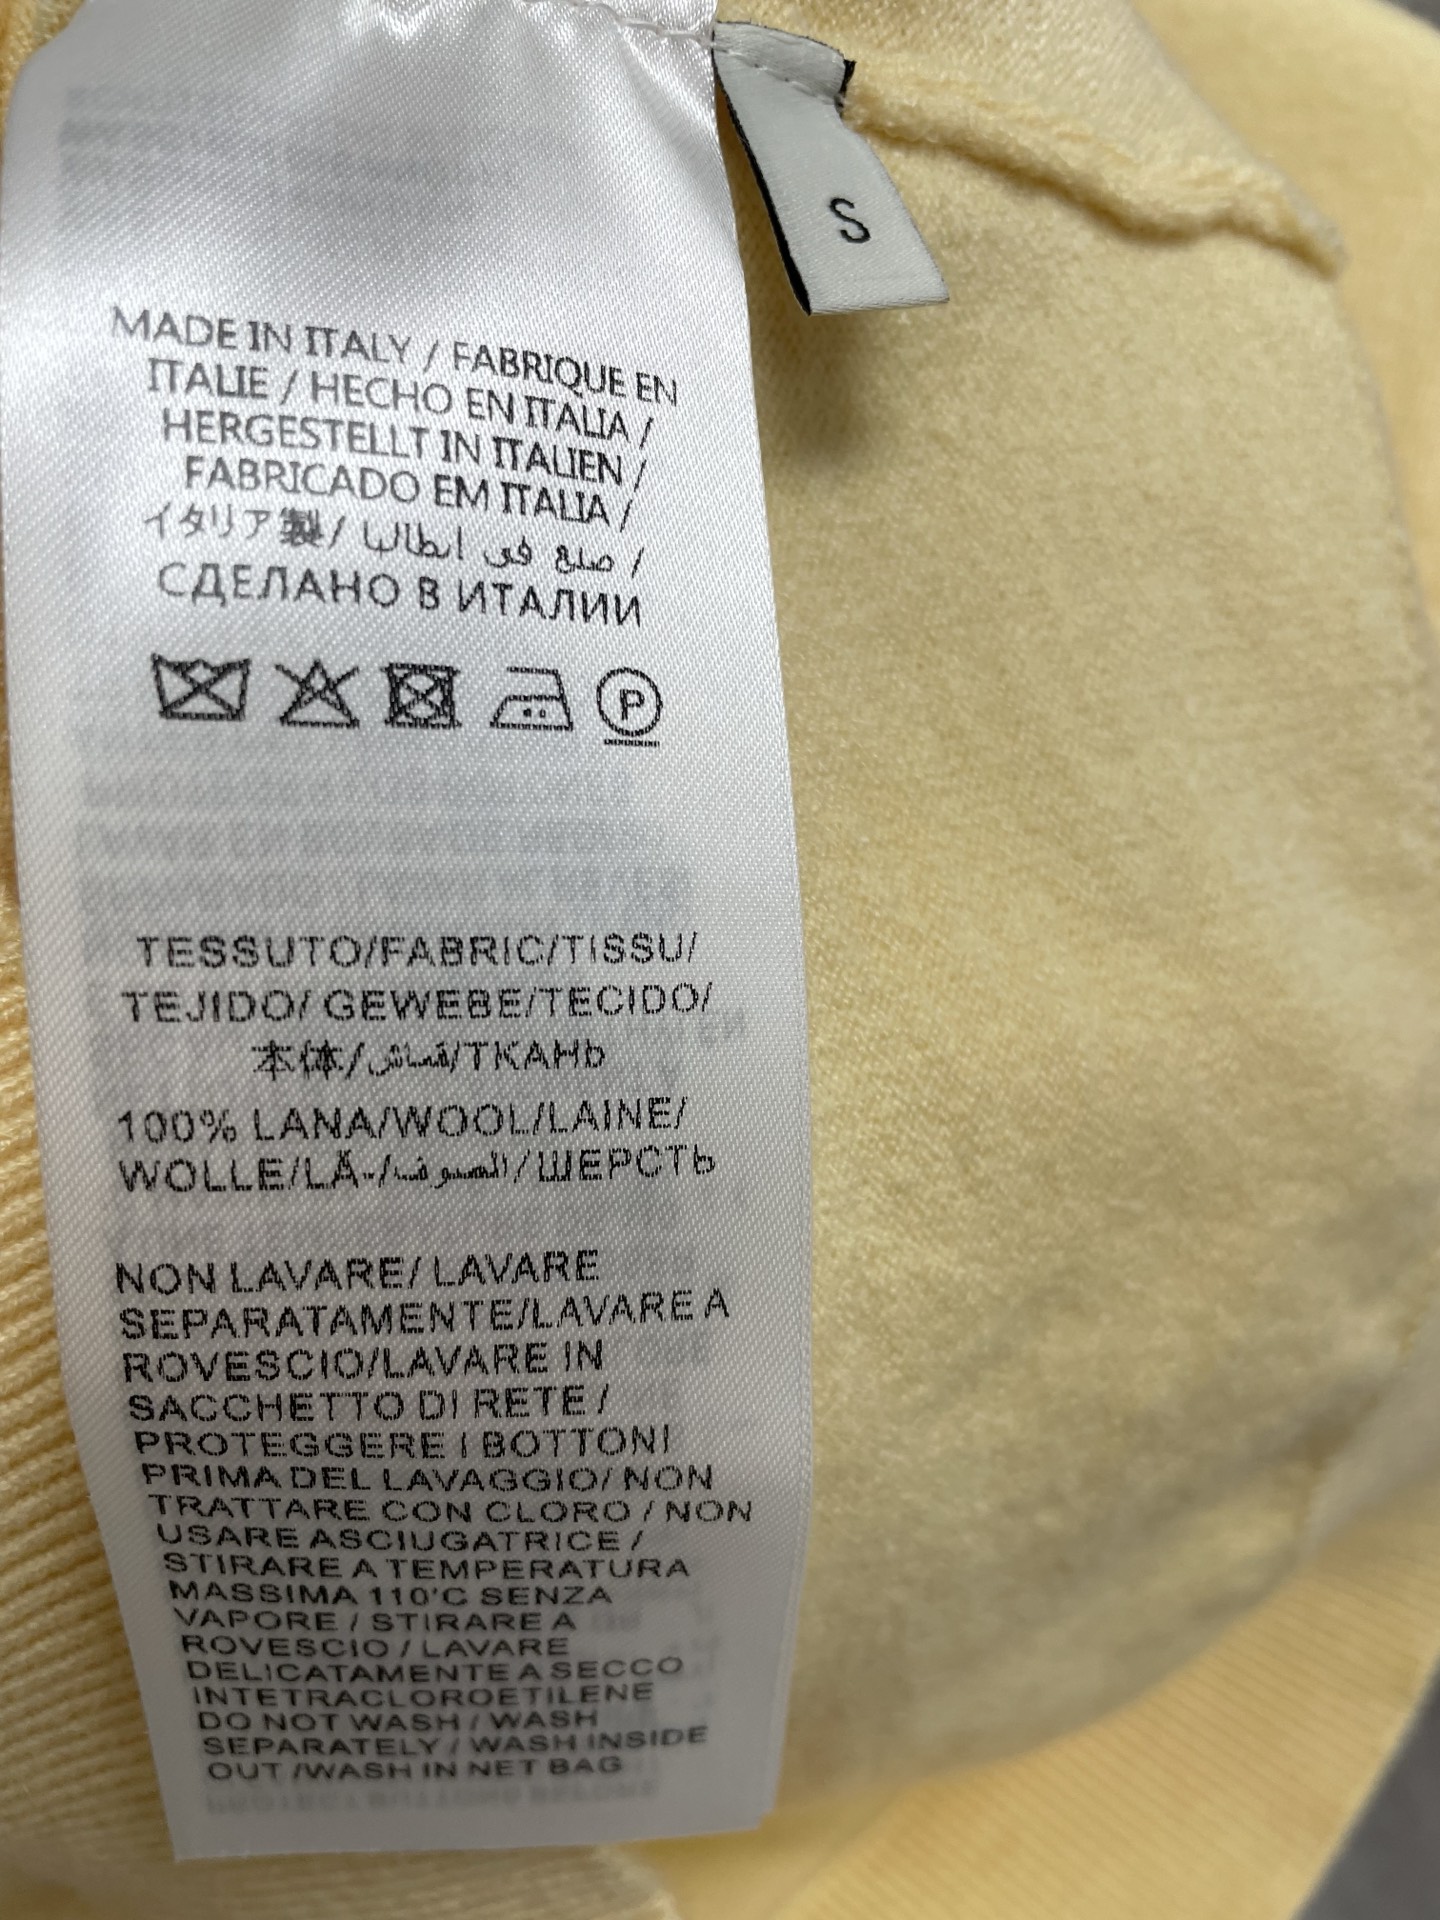 S
MADE IN ITALY / FABRIQUE EN
ITALIE / HECHO EN ITALIA /
HERGESTELLT IN ITALIEN /
FABRICADO EM ITALIA /
イタリア製 / صلع في ايطاليا /
СДЕЛАНО В ИТАЛИИ
P
TESSUTO/FABRIC/TISSU/
TEJIDO/ GEWEBE/TECIDO/
本体/قماش/ТКАНЬ
100% LANA/WOOL/LAINE/
WOLLE/LÃ-/الصوف/ШЕРСТЬ
NON LAVARE/ LAVARE
SEPARATAMENTE/LAVARE A
ROVESCIO/LAVARE IN
SACCHETTO DI RETE /
PROTEGGERE I BOTTONI
PRIMA DEL LAVAGGIO/ NON
TRATTARE CON CLORO / NON
USARE ASCIUGATRICE /
STIRARE A TEMPERATURA
MASSIMA 110'C SENZA
VAPORE / STIRARE A
ROVESCIO / LAVARE
DELICATAMENTE A SECCO
INTETRACLOROETILENE
DO NOT WASH / WASH
SEPARATELY / WASH INSIDE
OUT /WASH IN NET BAG